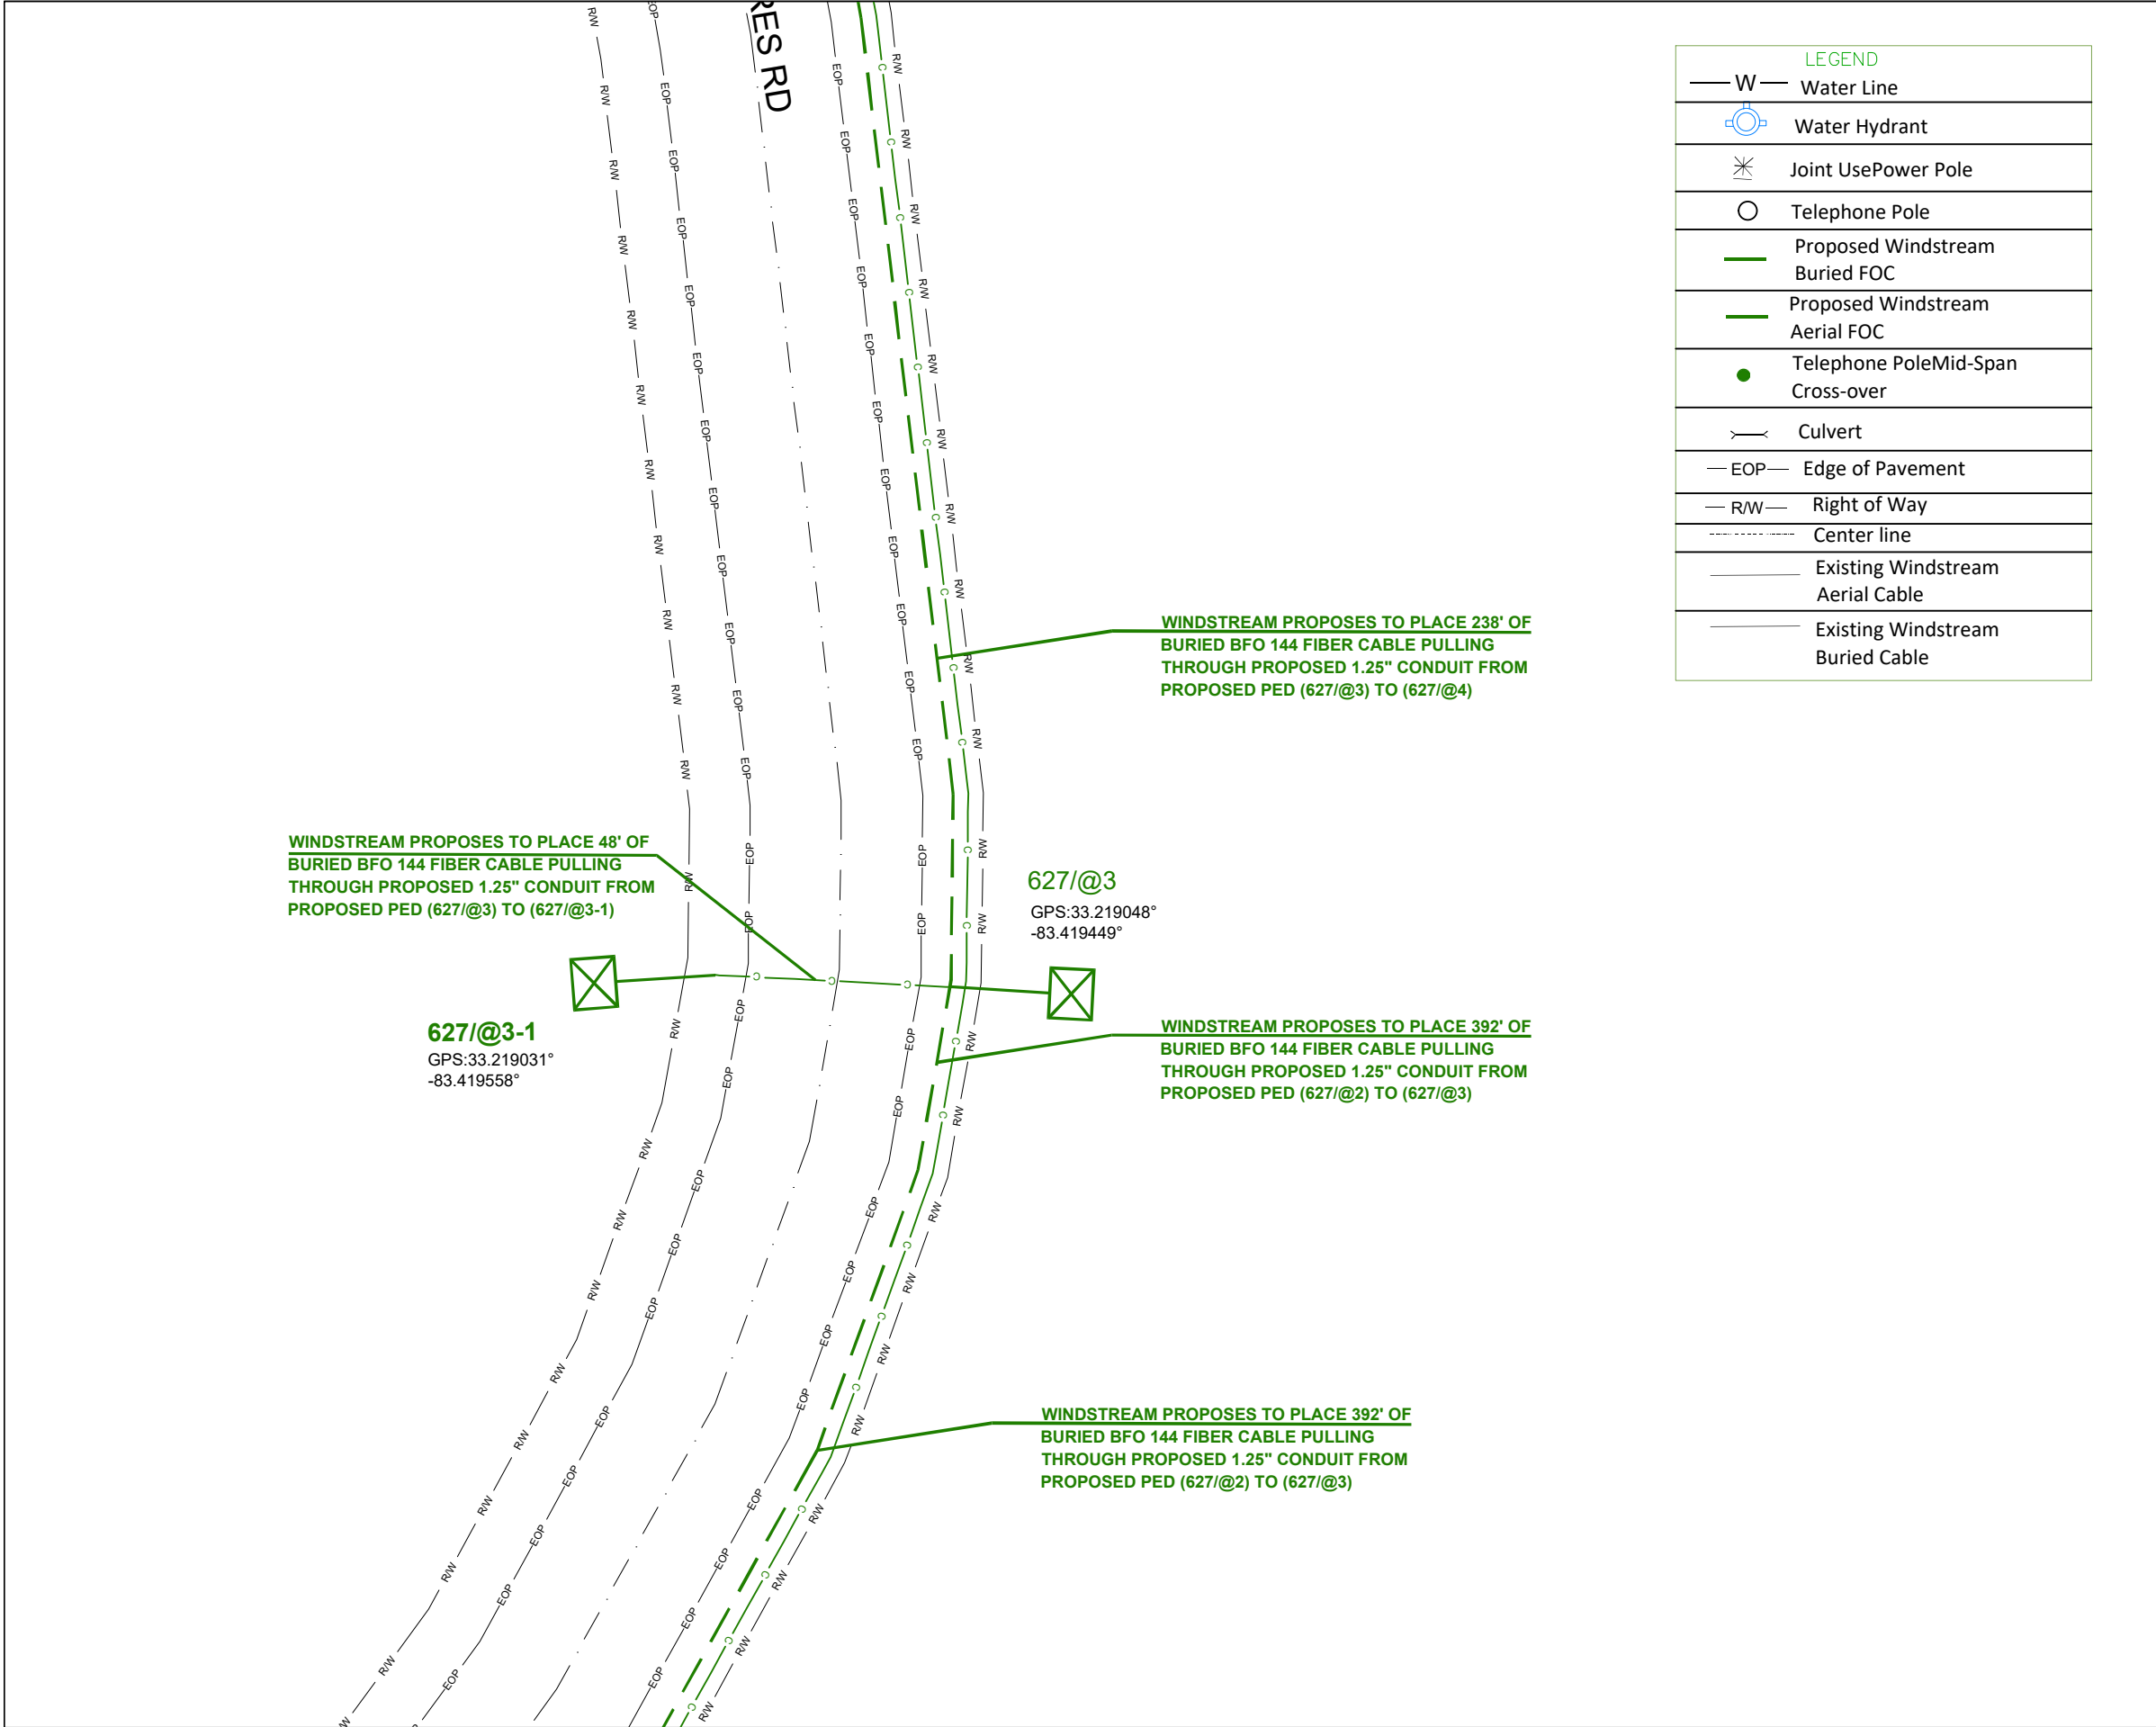 RES RD
LEGEND
W Water Line
Water Hydrant
Joint UsePower Pole
Telephone Pole
Proposed Windstream
Buried FOC
Proposed Windstream
Aerial FOC
Telephone PoleMid-Span
Cross-over
Culvert
EOP Edge of Pavement
R/W Right of Way
Center line
Existing Windstream
Aerial Cable
Existing Windstream
Buried Cable
WINDSTREAM PROPOSES TO PLACE 238' OF
BURIED BFO 144 FIBER CABLE PULLING
THROUGH PROPOSED 1.25" CONDUIT FROM
PROPOSED PED (627/@3) TO (627/@4)
WINDSTREAM PROPOSES TO PLACE 48' OF
BURIED BFO 144 FIBER CABLE PULLING
THROUGH PROPOSED 1.25" CONDUIT FROM
PROPOSED PED (627/@3) TO (627/@3-1)
627/@3
GPS:33.219048°
-83.419449°
627/@3-1
GPS:33.219031°
-83.419558°
WINDSTREAM PROPOSES TO PLACE 392' OF
BURIED BFO 144 FIBER CABLE PULLING
THROUGH PROPOSED 1.25" CONDUIT FROM
PROPOSED PED (627/@2) TO (627/@3)
WINDSTREAM PROPOSES TO PLACE 392' OF
BURIED BFO 144 FIBER CABLE PULLING
THROUGH PROPOSED 1.25" CONDUIT FROM
PROPOSED PED (627/@2) TO (627/@3)
R/W
EOP
C